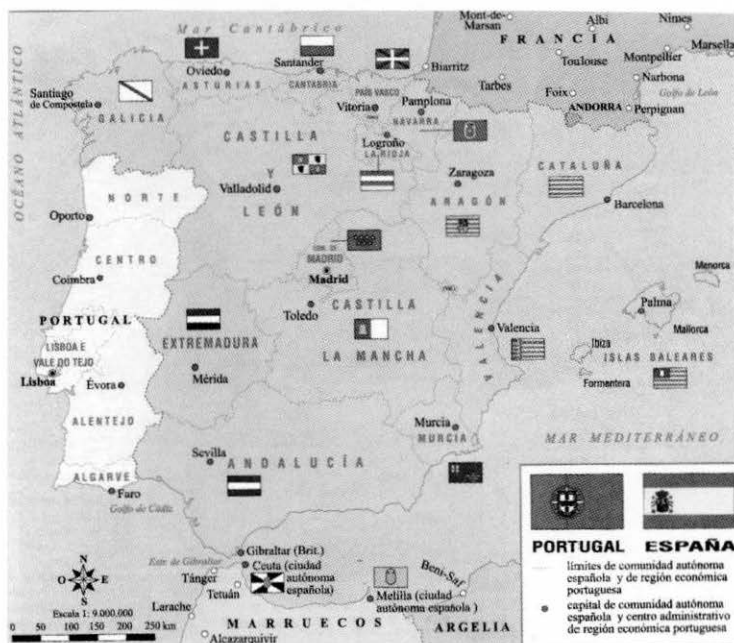 Mar Cantábrico
OCÉANO ATLÁNTICO
Mont-de-
Marsan
Albi
Nimes
FRANCIA
Toulouse
Montpellier
Marsella
Biarritz
Tarbes
Foix
Narbona
Golfo de León
ANDORRA
Perpignan
Oviedo
ASTURIAS
Santander
CANTABRIA
PAÍS VASCO
Vitoria
Pamplona
NAVARRA
Santiago
de Compostela
GALICIA
CASTILLA
Y
LEÓN
Valladolid
Logroño
LA RIOJA
Zaragoza
ARAGÓN
CATALUÑA
Barcelona
NORTE
Oporto
CENTRO
Coimbra
PORTUGAL
LISBOA E
VALE DO TEJO
Lisboa
Évora
ALENTEJO
ALGARVE
Faro
Golfo de Cádiz
COM. DE
MADRID
Madrid
Toledo
CASTILLA
LA MANCHA
EXTREMADURA
Mérida
VALENCIA
Valencia
Menorca
Palma
Mallorca
Ibiza
ISLAS BALEARES
Formentera
Murcia
MURCIA
MAR MEDITERRÁNEO
Sevilla
ANDALUCÍA
Gibraltar (Brit.)
Este de Gibraltar
Ceuta (ciudad
autónoma
española)
Tánger
Tetuán
Larache
Alcazarquivir
MARRUECOS
Melilla (ciudad
autónoma española )
Beni-Saf
ARGELIA
N
O E
S
Escala 1: 9.000.000
0 50 100 150 200 250 km
PORTUGAL ESPAÑA
límites de comunidad autónoma
española y de región económica
portuguesa
capital de comunidad autónoma
española y centro administrativo
de región económica portuguesa